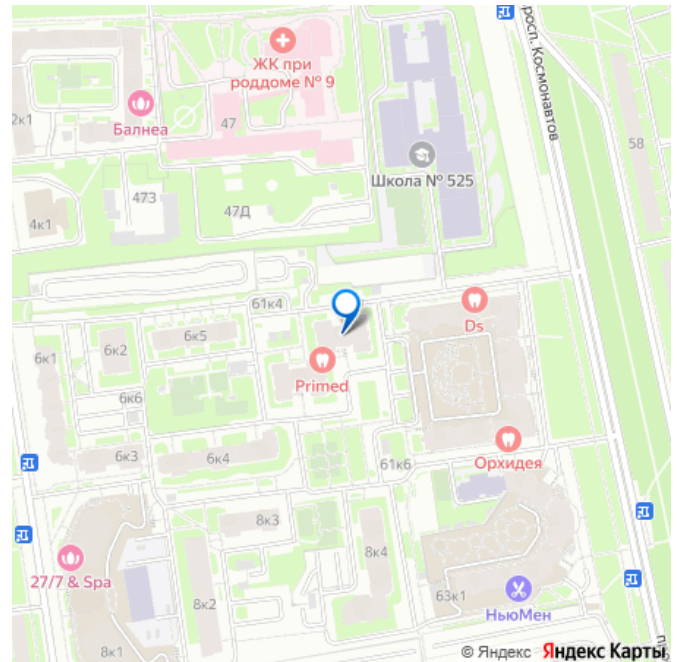 ЖК при
роддоме № 9
просп. Космонавтов
Балнеа
2к1
47
58
Школа № 525
473
47Д
4к1
61к4
Ds
6к5
6к2
6к1
Primed
6к6
Орхидея
6к3
6к4
61к6
8к3
8к4
27/7 & Spa
63к1
8к2
НьюМен
8к1
© Яндекс Яндекс Карты